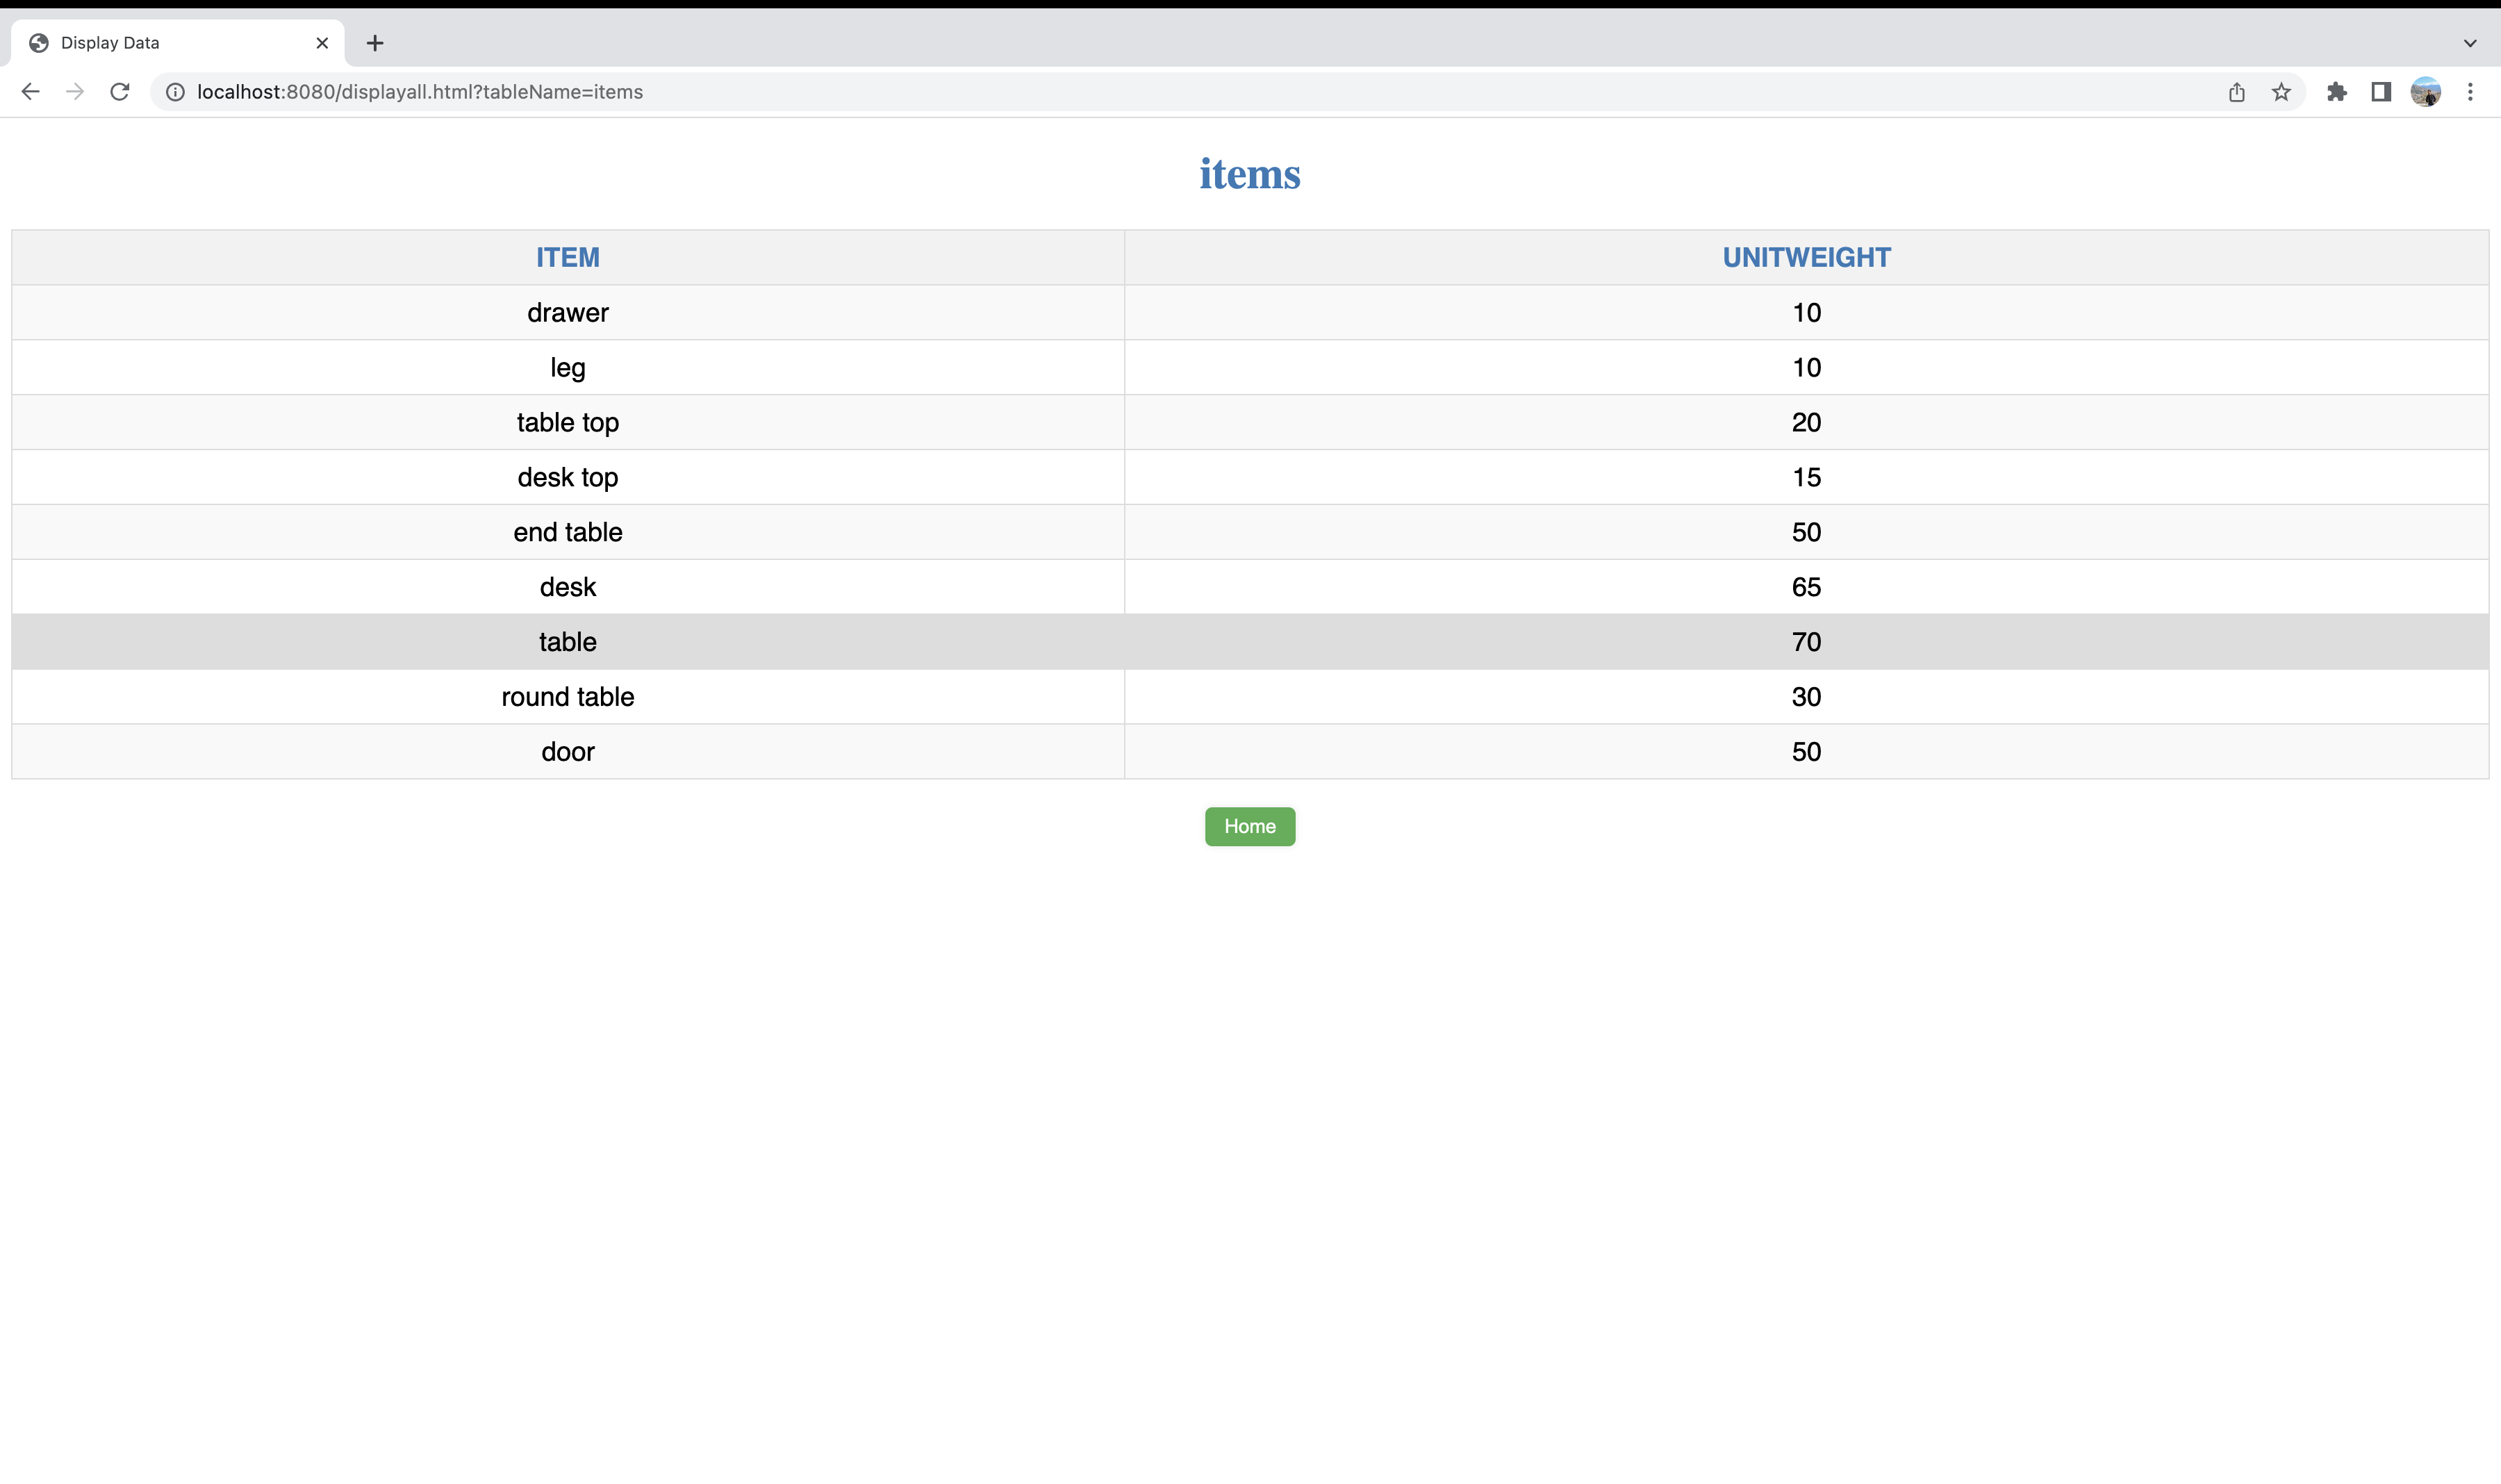 Display Data
localhost:8080/displayall.html?tableName=items
items
ITEM UNITWEIGHT
drawer 10
leg 10
table top 20
desk top 15
end table 50
desk 65
table 70
round table 30
door 50
Home